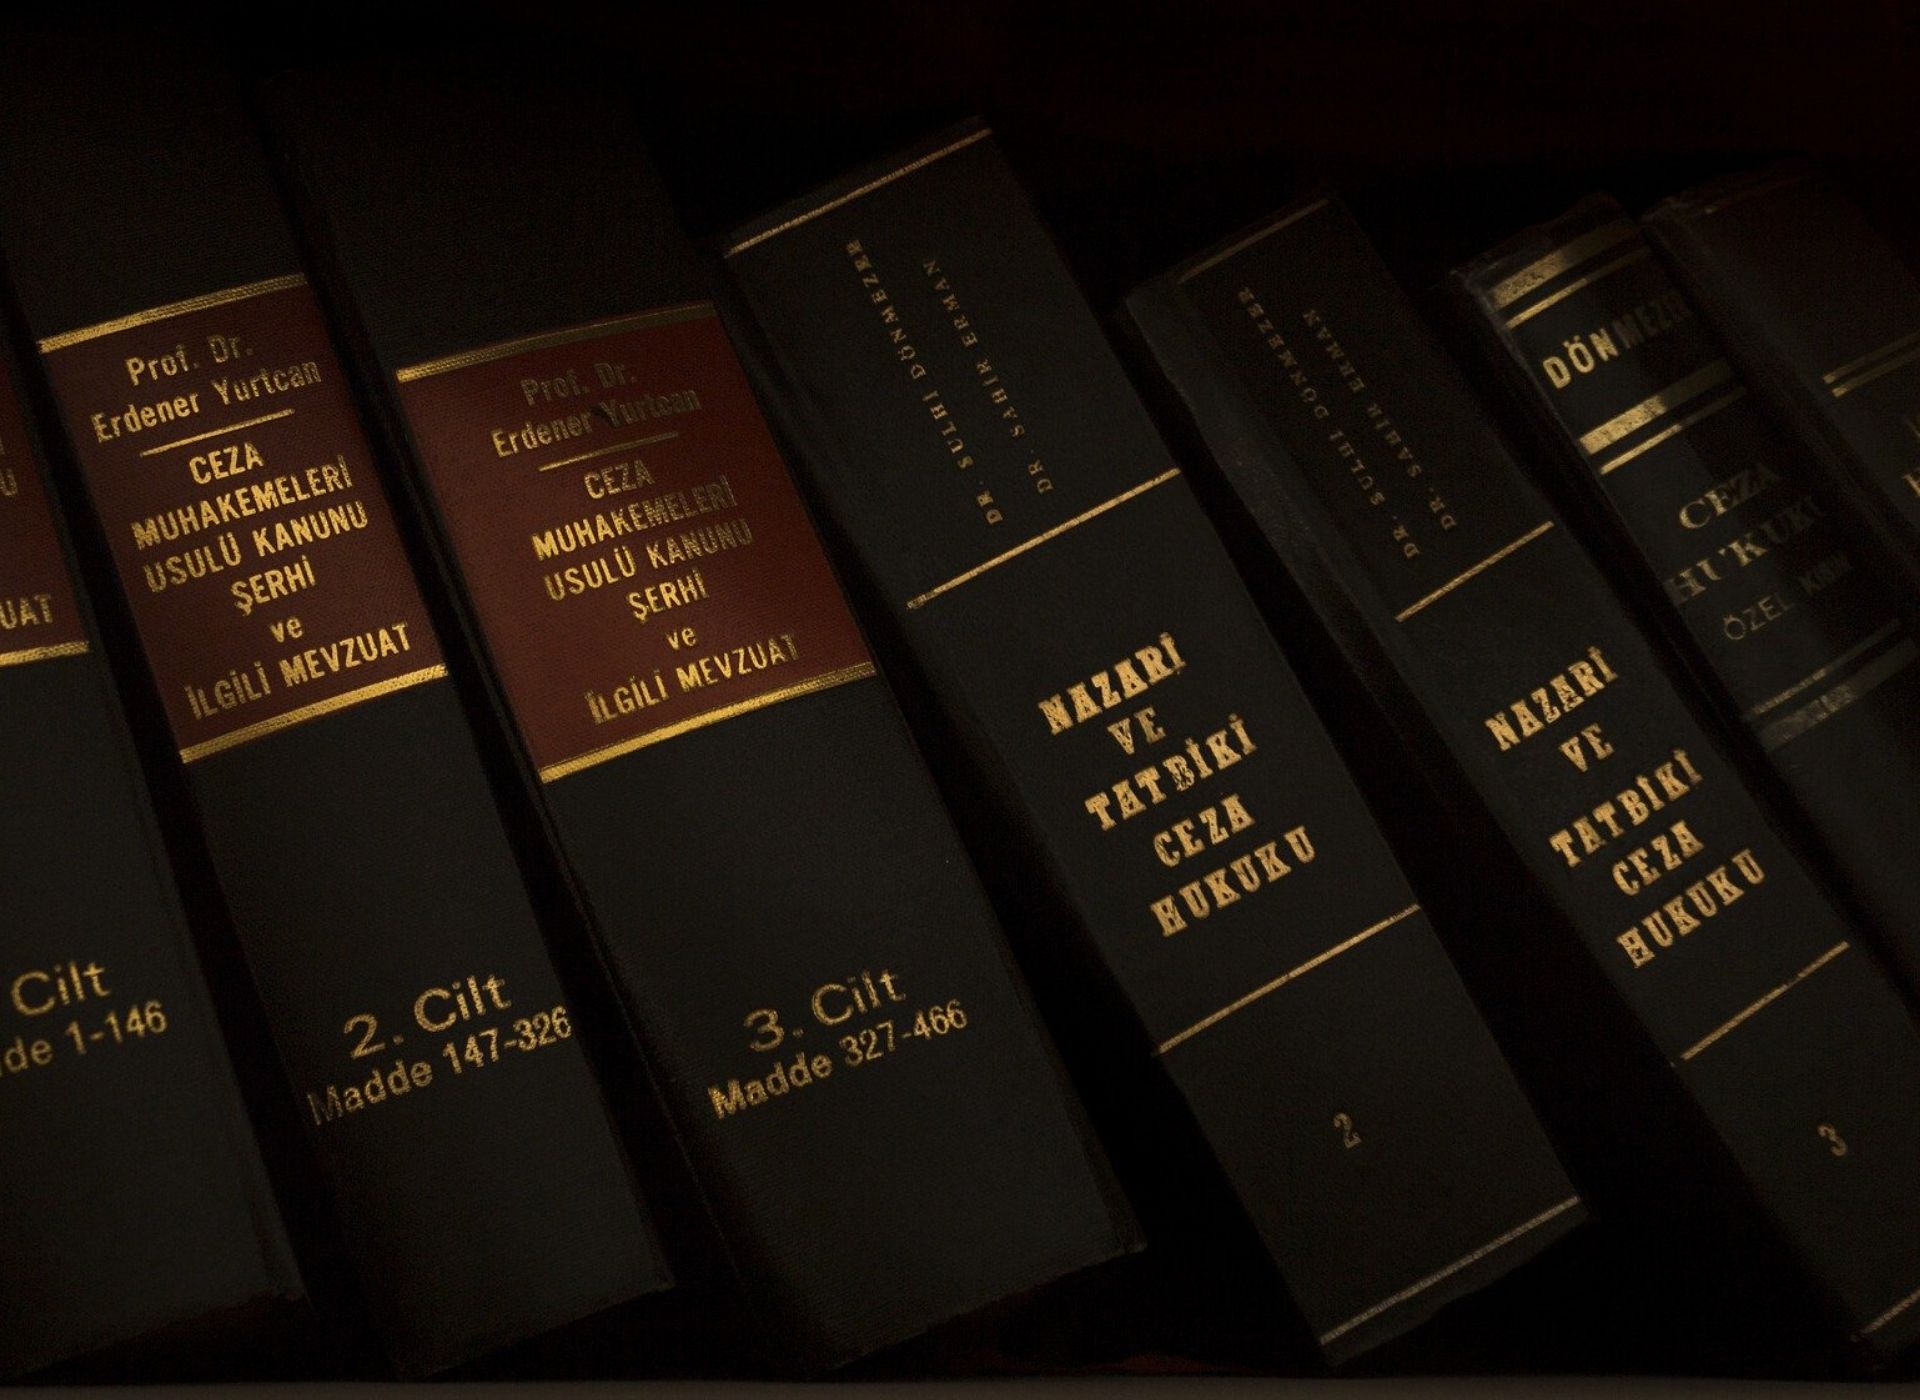 UAT
Cilt
de 1-146
Prof. Dr.
Erdener Yurtcan
CEZA
MUHAKEMELERİ
USULÜ KANUNU
ŞERHİ
ve
İLGİLİ MEVZUAT
2. Cilt
Madde 147-326
Prof. Dr.
Erdener Yurtcan
CEZA
MUHAKEMELERİ
USULÜ KANUNU
ŞERHİ
ve
İLGİLİ MEVZUAT
3. Cilt
Madde 327-466
DR. SULHİ DÖNMEZER
DR. SAHİR ERMAN
NAZARİ
VE
TATBİKİ
CEZA
HUKUKU
2
DR. SULHİ DÖNMEZER
DR. SAHİR ERMAN
NAZARİ
VE
TATBİKİ
CEZA
HUKUKU
3
DÖNMEZER
CEZA
HUKUKU
ÖZEL KISIM